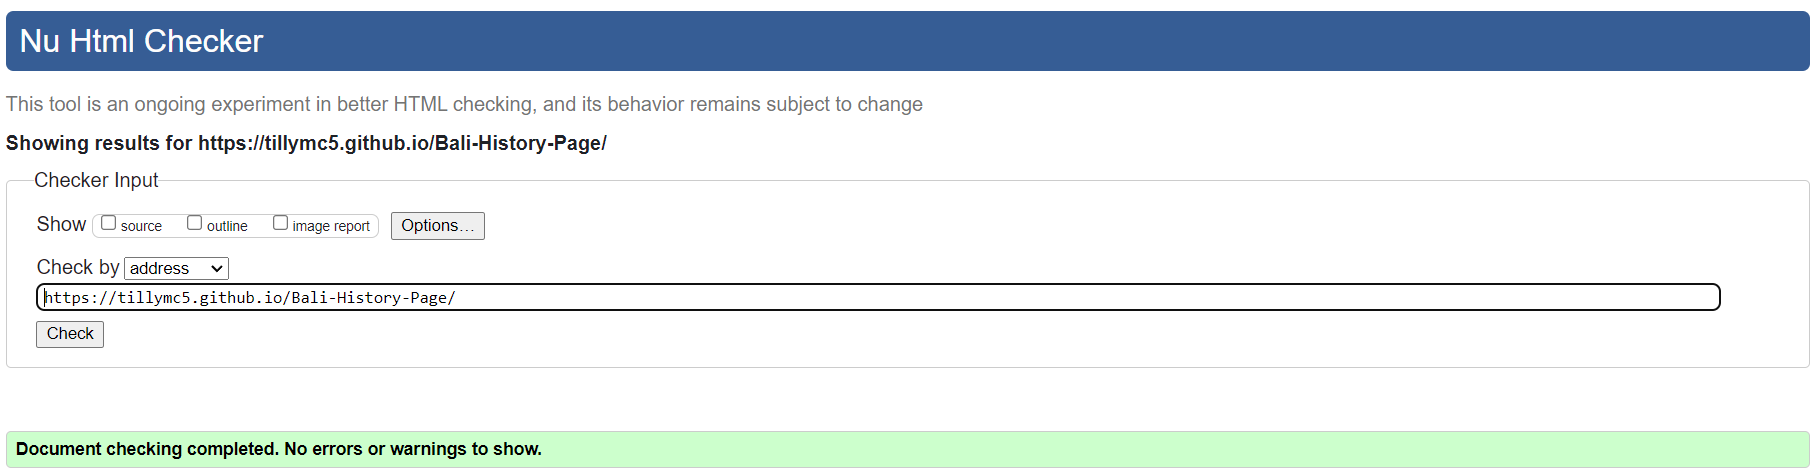 Nu Html Checker
This tool is an ongoing experiment in better HTML checking, and its behavior remains subject to change
Showing results for https://tillymc5.github.io/Bali-History-Page/
Checker Input
Show source outline image report Options…
Check by address
https://tillymc5.github.io/Bali-History-Page/
Check
Document checking completed. No errors or warnings to show.